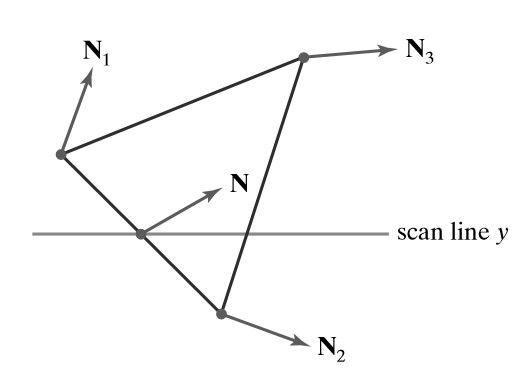 N₃
N₁
N
scan line y
N₂